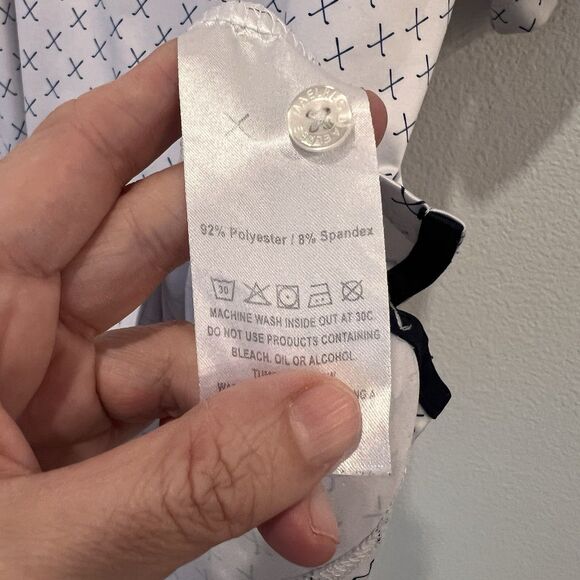 92% Polyester / 8% Spandex
30
MACHINE WASH INSIDE OUT AT 30C
DO NOT USE PRODUCTS CONTAINING
BLEACH, OIL OR ALCOHOL